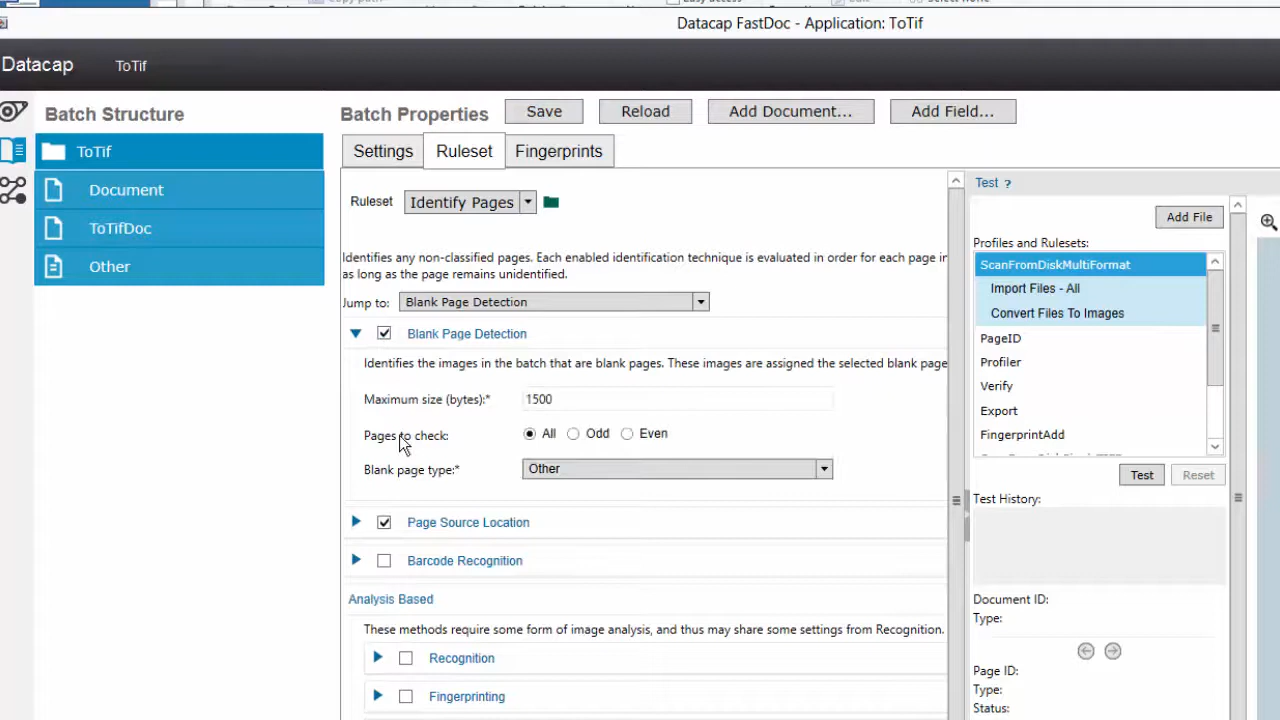 Datacap FastDoc - Application: ToTif
Datacap ToTif
Batch Structure
ToTif
Document
ToTifDoc
Other
Batch Properties Save Reload Add Document... Add Field...
Settings Ruleset Fingerprints
Ruleset Identify Pages
Identifies any non-classified pages. Each enabled identification technique is evaluated in order for each page in
as long as the page remains unidentified.
Jump to: Blank Page Detection
Blank Page Detection
Identifies the images in the batch that are blank pages. These images are assigned the selected blank page
Maximum size (bytes):* 1500
Pages to check: All Odd Even
Blank page type:* Other
Page Source Location
Barcode Recognition
Analysis Based
These methods require some form of image analysis, and thus may share some settings from Recognition.
Recognition
Fingerprinting
Test ?
Add File
Profiles and Rulesets:
ScanFromDiskMultiFormat
Import Files - All
Convert Files To Images
PageID
Profiler
Verify
Export
FingerprintAdd
Test Reset
Test History:
Document ID:
Type:
Page ID:
Type:
Status: